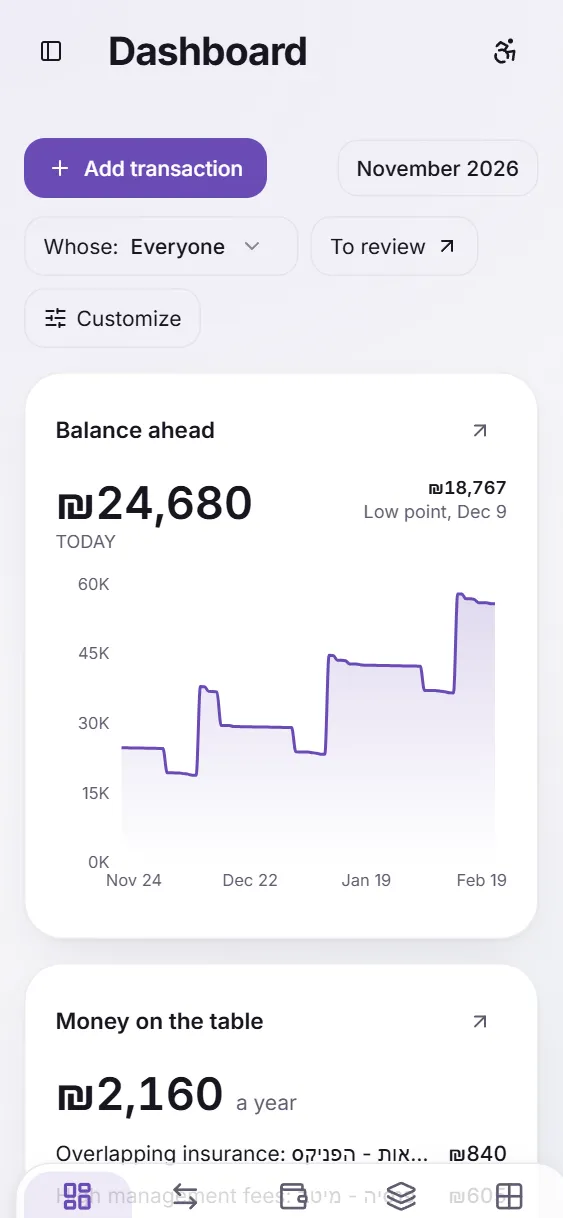 Dashboard
Add transaction
November 2026
Whose: Everyone
To review
Customize
Balance ahead
₪24,680
₪18,767
Low point, Dec 9
TODAY
60K
45K
30K
15K
0K
Nov 24 Dec 22 Jan 19 Feb 19
Money on the table
₪2,160 a year
Overlapping insurance: הפניקס - אות... ₪840
management fees: